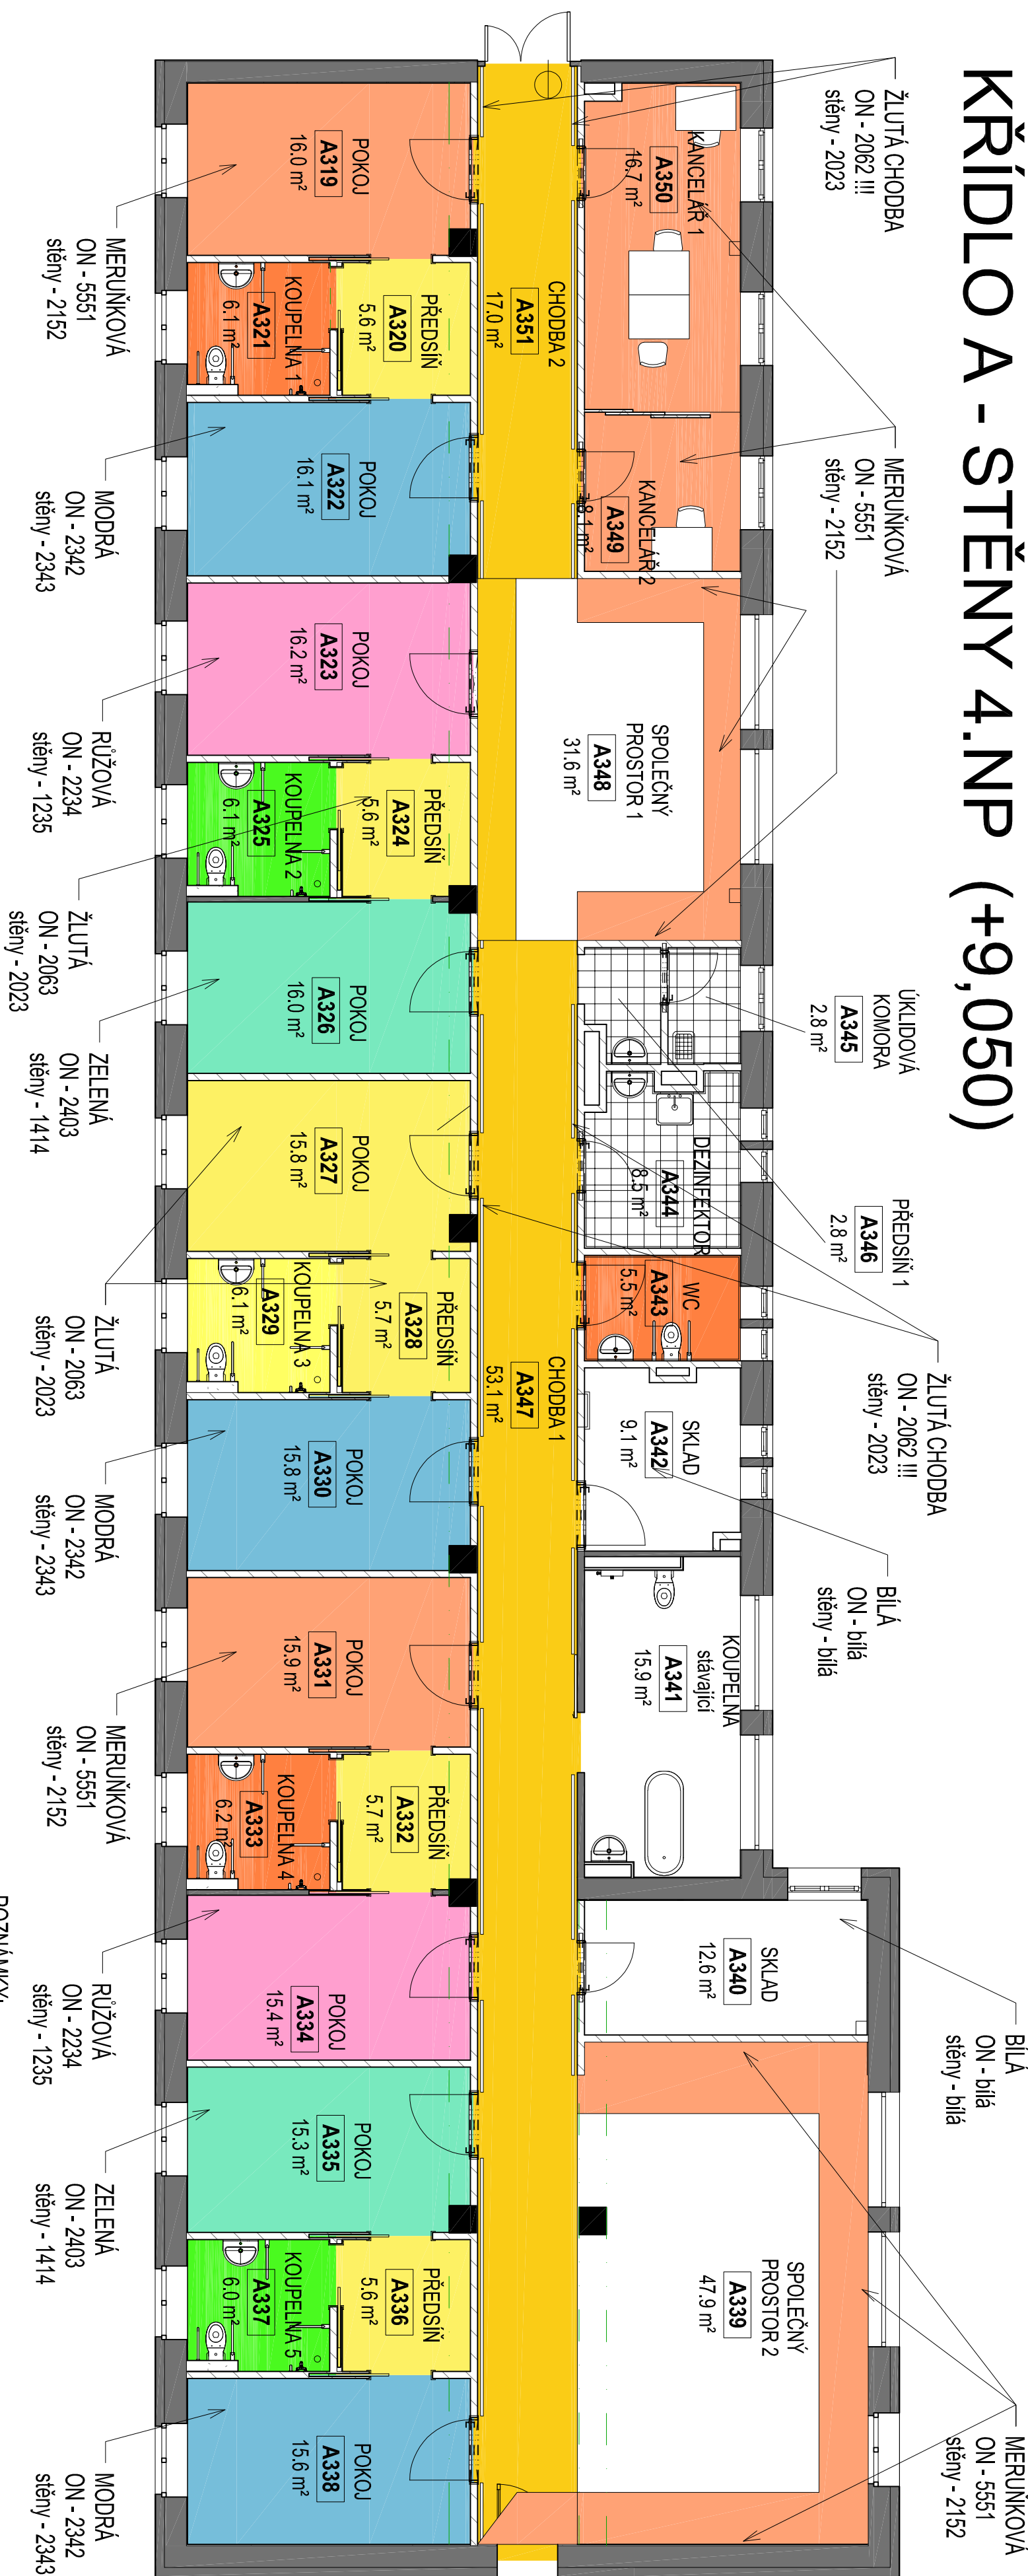 KŘÍDLO A - STĚNY 4.NP (+9,050)
ŽLUTÁ CHODBA
ON - 2062 !!!
stěny - 2023
MERUŇKOVÁ
ON - 5551
stěny - 2152
ÚKLIDOVÁ
KOMORA
A345
2.8 m²
PŘEDSÍŇ 1
A346
2.8 m²
ŽLUTÁ CHODBA
ON - 2062 !!!
stěny - 2023
BÍLÁ
ON - bílá
stěny - bílá
BÍLÁ
ON - bílá
stěny - bílá
MERUŇKOVÁ
ON - 5551
stěny - 2152
KANCELÁŘ 1
A350
16.7 m²
KANCELÁŘ 2
A349
8.1 m²
SPOLEČNÝ
PROSTOR 1
A348
31.6 m²
DEZINFEKTOR
A344
8.5 m²
WC
A343
5.5 m²
SKLAD
A342
9.1 m²
KOUPELNA
stávající
A341
15.9 m²
SKLAD
A340
12.6 m²
SPOLEČNÝ
PROSTOR 2
A339
47.9 m²
CHODBA 2
A351
17.0 m²
CHODBA 1
A347
53.1 m²
POKOJ
A319
16.0 m²
PŘEDSÍŇ
A320
5.6 m²
KOUPELNA 1
A321
6.1 m²
POKOJ
A322
16.1 m²
POKOJ
A323
16.2 m²
PŘEDSÍŇ
A324
5.6 m²
KOUPELNA 2
A325
6.1 m²
POKOJ
A326
16.0 m²
POKOJ
A327
15.8 m²
PŘEDSÍŇ
A328
5.7 m²
KOUPELNA 3
A329
6.1 m²
POKOJ
A330
15.8 m²
POKOJ
A331
15.9 m²
PŘEDSÍŇ
A332
5.7 m²
KOUPELNA 4
A333
6.2 m²
POKOJ
A334
15.4 m²
POKOJ
A335
15.3 m²
PŘEDSÍŇ
A336
5.6 m²
KOUPELNA 5
A337
6.0 m²
POKOJ
A338
15.6 m²
MERUŇKOVÁ
ON - 5551
stěny - 2152
MODRÁ
ON - 2342
stěny - 2343
RŮŽOVÁ
ON - 2234
stěny - 1235
ŽLUTÁ
ON - 2063
stěny - 2023
ZELENÁ
ON - 2403
stěny - 1414
ŽLUTÁ
ON - 2063
stěny - 2023
MODRÁ
ON - 2342
stěny - 2343
MERUŇKOVÁ
ON - 5551
stěny - 2152
RŮŽOVÁ
ON - 2234
stěny - 1235
ZELENÁ
ON - 2403
stěny - 1414
MODRÁ
ON - 2342
stěny - 2343